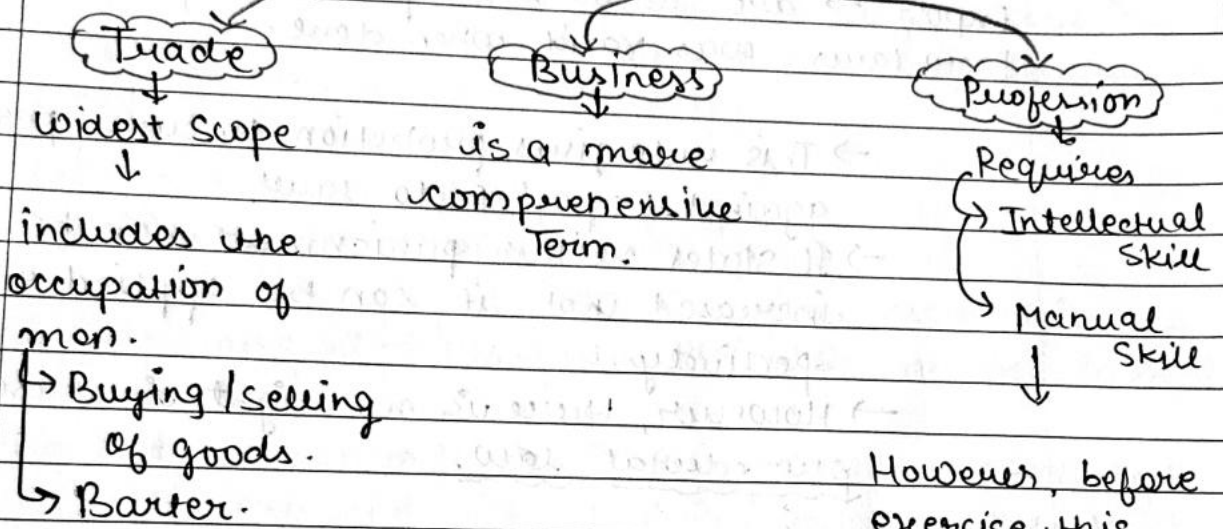 Trade
↓
widest scope
↓
includes the
occupation of
men.
→ Buying / selling
of goods.
→ Barter.
Business
↓
is a more
comprehensive
Term.
Profession
↓
Requires
→ Intellectual
Skill
→ Manual
Skill
↓
However, before
exercise this